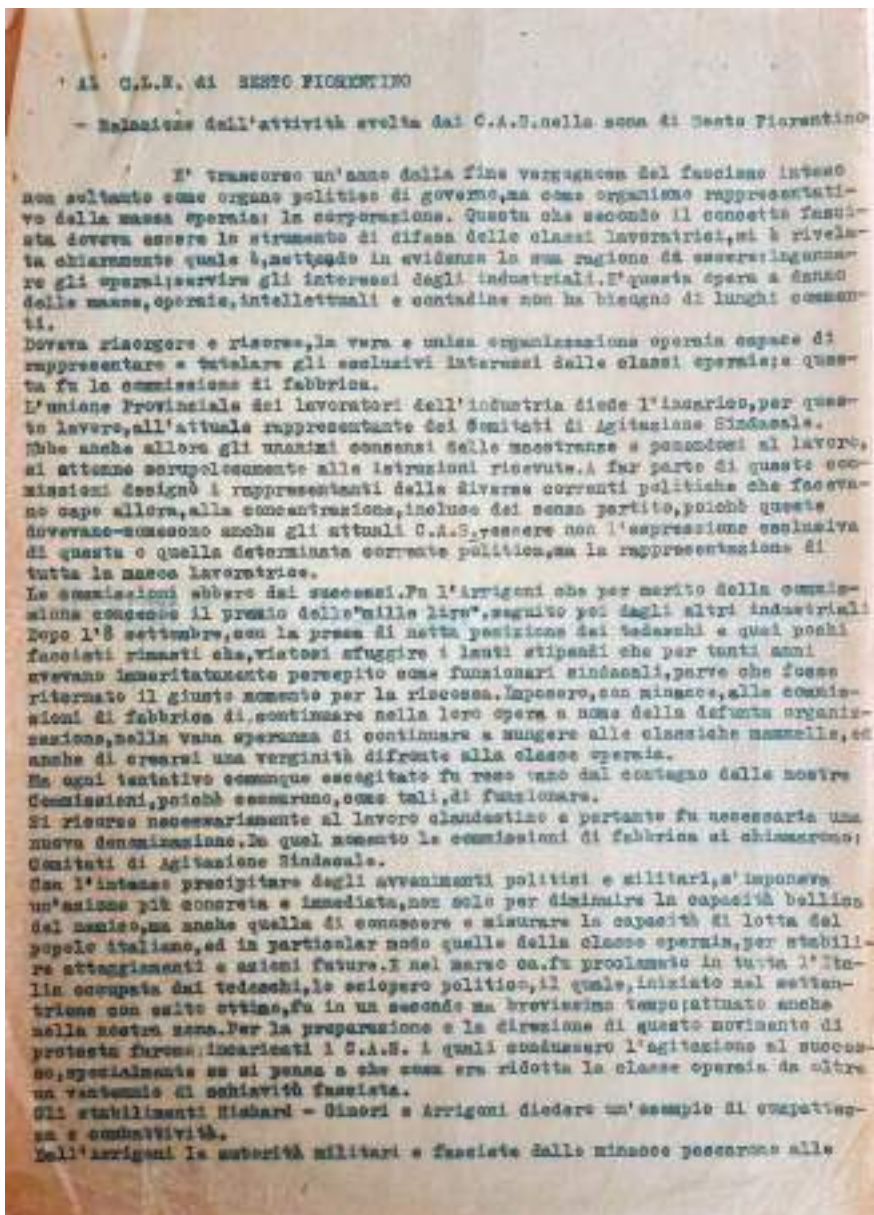 Al C.L.N. di SESTO FIORENTINO
- Relazione dell'attività svolta dai C.A.S.nella zona di Sesto Fiorentino-
E' trascorso un'anno dalla fine vergognosa del fascismo inteso
non soltanto come organo politico di governo,ma come organismo rappresentati-
vo della massa operaia: la corporazione. Questa che secondo il concetto fasci-
sta doveva essere lo strumento di difesa delle classi lavoratrici,si è rivela-
ta chiaramente quale è,mettendo in evidenza la sua ragione di essere:inganna-
re gli operai;servire gli interessi degli industriali.E'questa opera a danno
delle masse,operaie,intellettuali e contadine non ha bisogno di lunghi commen-
ti.
Doveva risorgere e risorse,la vera e unica organizzazione operaia capace di
rappresentare e tutelare gli esclusivi interessi delle classi operaie;e ques-
ta fu la commissione di fabbrica.
L'unione Provinciale dei lavoratori dell'industria diede l'incarico,per ques-
to lavoro,all'attuale rappresentante dei Comitati di Agitazione Sindacale.
Ebbe anche allora gli unanimi consensi delle maestranze e ponendosi al lavoro,
si attenne scrupolosamente alle istruzioni ricevute.A far parte di queste com-
missioni designò i rappresentanti delle diverse correnti politiche che faceva-
no capo allora,alla concentrazione,incluso dei senza partito,poichè queste
dovevano-comesono anche gli attuali C.A.S.-essere non l'espressione esclusiva
di questa o quella determinata corrente politica,ma la rappresentazione di
tutta la massa lavoratrice.
Le commissioni ebbero dei successi.Fu l'Arrigoni che per merito della commis-
sione concesse il premio delle"mille lire",seguito poi dagli altri industriali
Dopo l'8 settembre,con la presa di netta posizione dei tedeschi e quei pochi
fascisti rimasti che,vistosi sfuggire i lauti stipendi che per tanti anni
avevano immeritatamente percepito come funzionari sindacali,parve che fosse
ritornato il giusto momento per la riscossa.Imposero,con minacce,alle commis-
sioni di fabbrica di continuare nella loro opera a nome della defunta organiz-
zazione,nella vana speranza di continuare a mungere alle classiche mammelle,ed
anche di crearsi una verginità difronte alla classe operaia.
Ma ogni tentativo comunque escogitato fu reso vano dal contegno delle nostre
Commissioni,poichè cessarono,come tali,di funzionare.
Si ricorse necessariamente al lavoro clandestino e pertanto fu necessaria una
nuova denominazione.Da quel momento le commissioni di fabbrica si chiamarono;
Comitati di Agitazione Sindacale.
Con l'intenso precipitare degli avvenimenti politici e militari,s'imponeva
un'azione più concreta e immediata,non solo per diminuire la capacità bellica
del nemico,ma anche quella di conoscere e misurare la capacità di lotta del
popolo italiano,ed in particolar modo quella della classe operaia,per stabili-
re atteggiamenti e azioni future.E nel marzo ca.fu proclamato in tutta l'Ita-
lia occupata dai tedeschi,lo sciopero politico,il quale,iniziato nel setten-
trione con esito ottimo,fu in un secondo ma brevissimo tempo;attuato anche
nella nostra zona.Per la preparazione e la direzione di questo movimento di
protesta furono incaricati i C.A.S. i quali condussero l'agitazione al succes-
so,specialmente se si pensa a che cosa era ridotta la classe operaia da oltre
un ventennio di schiavità fascista.
Gli stabilimenti Richard - Ginori e Arrigoni diedero un'esempio di compattez-
za e combattività.
Dell'Arrigoni le autorità militari e fasciste dalle minacce passarono alle